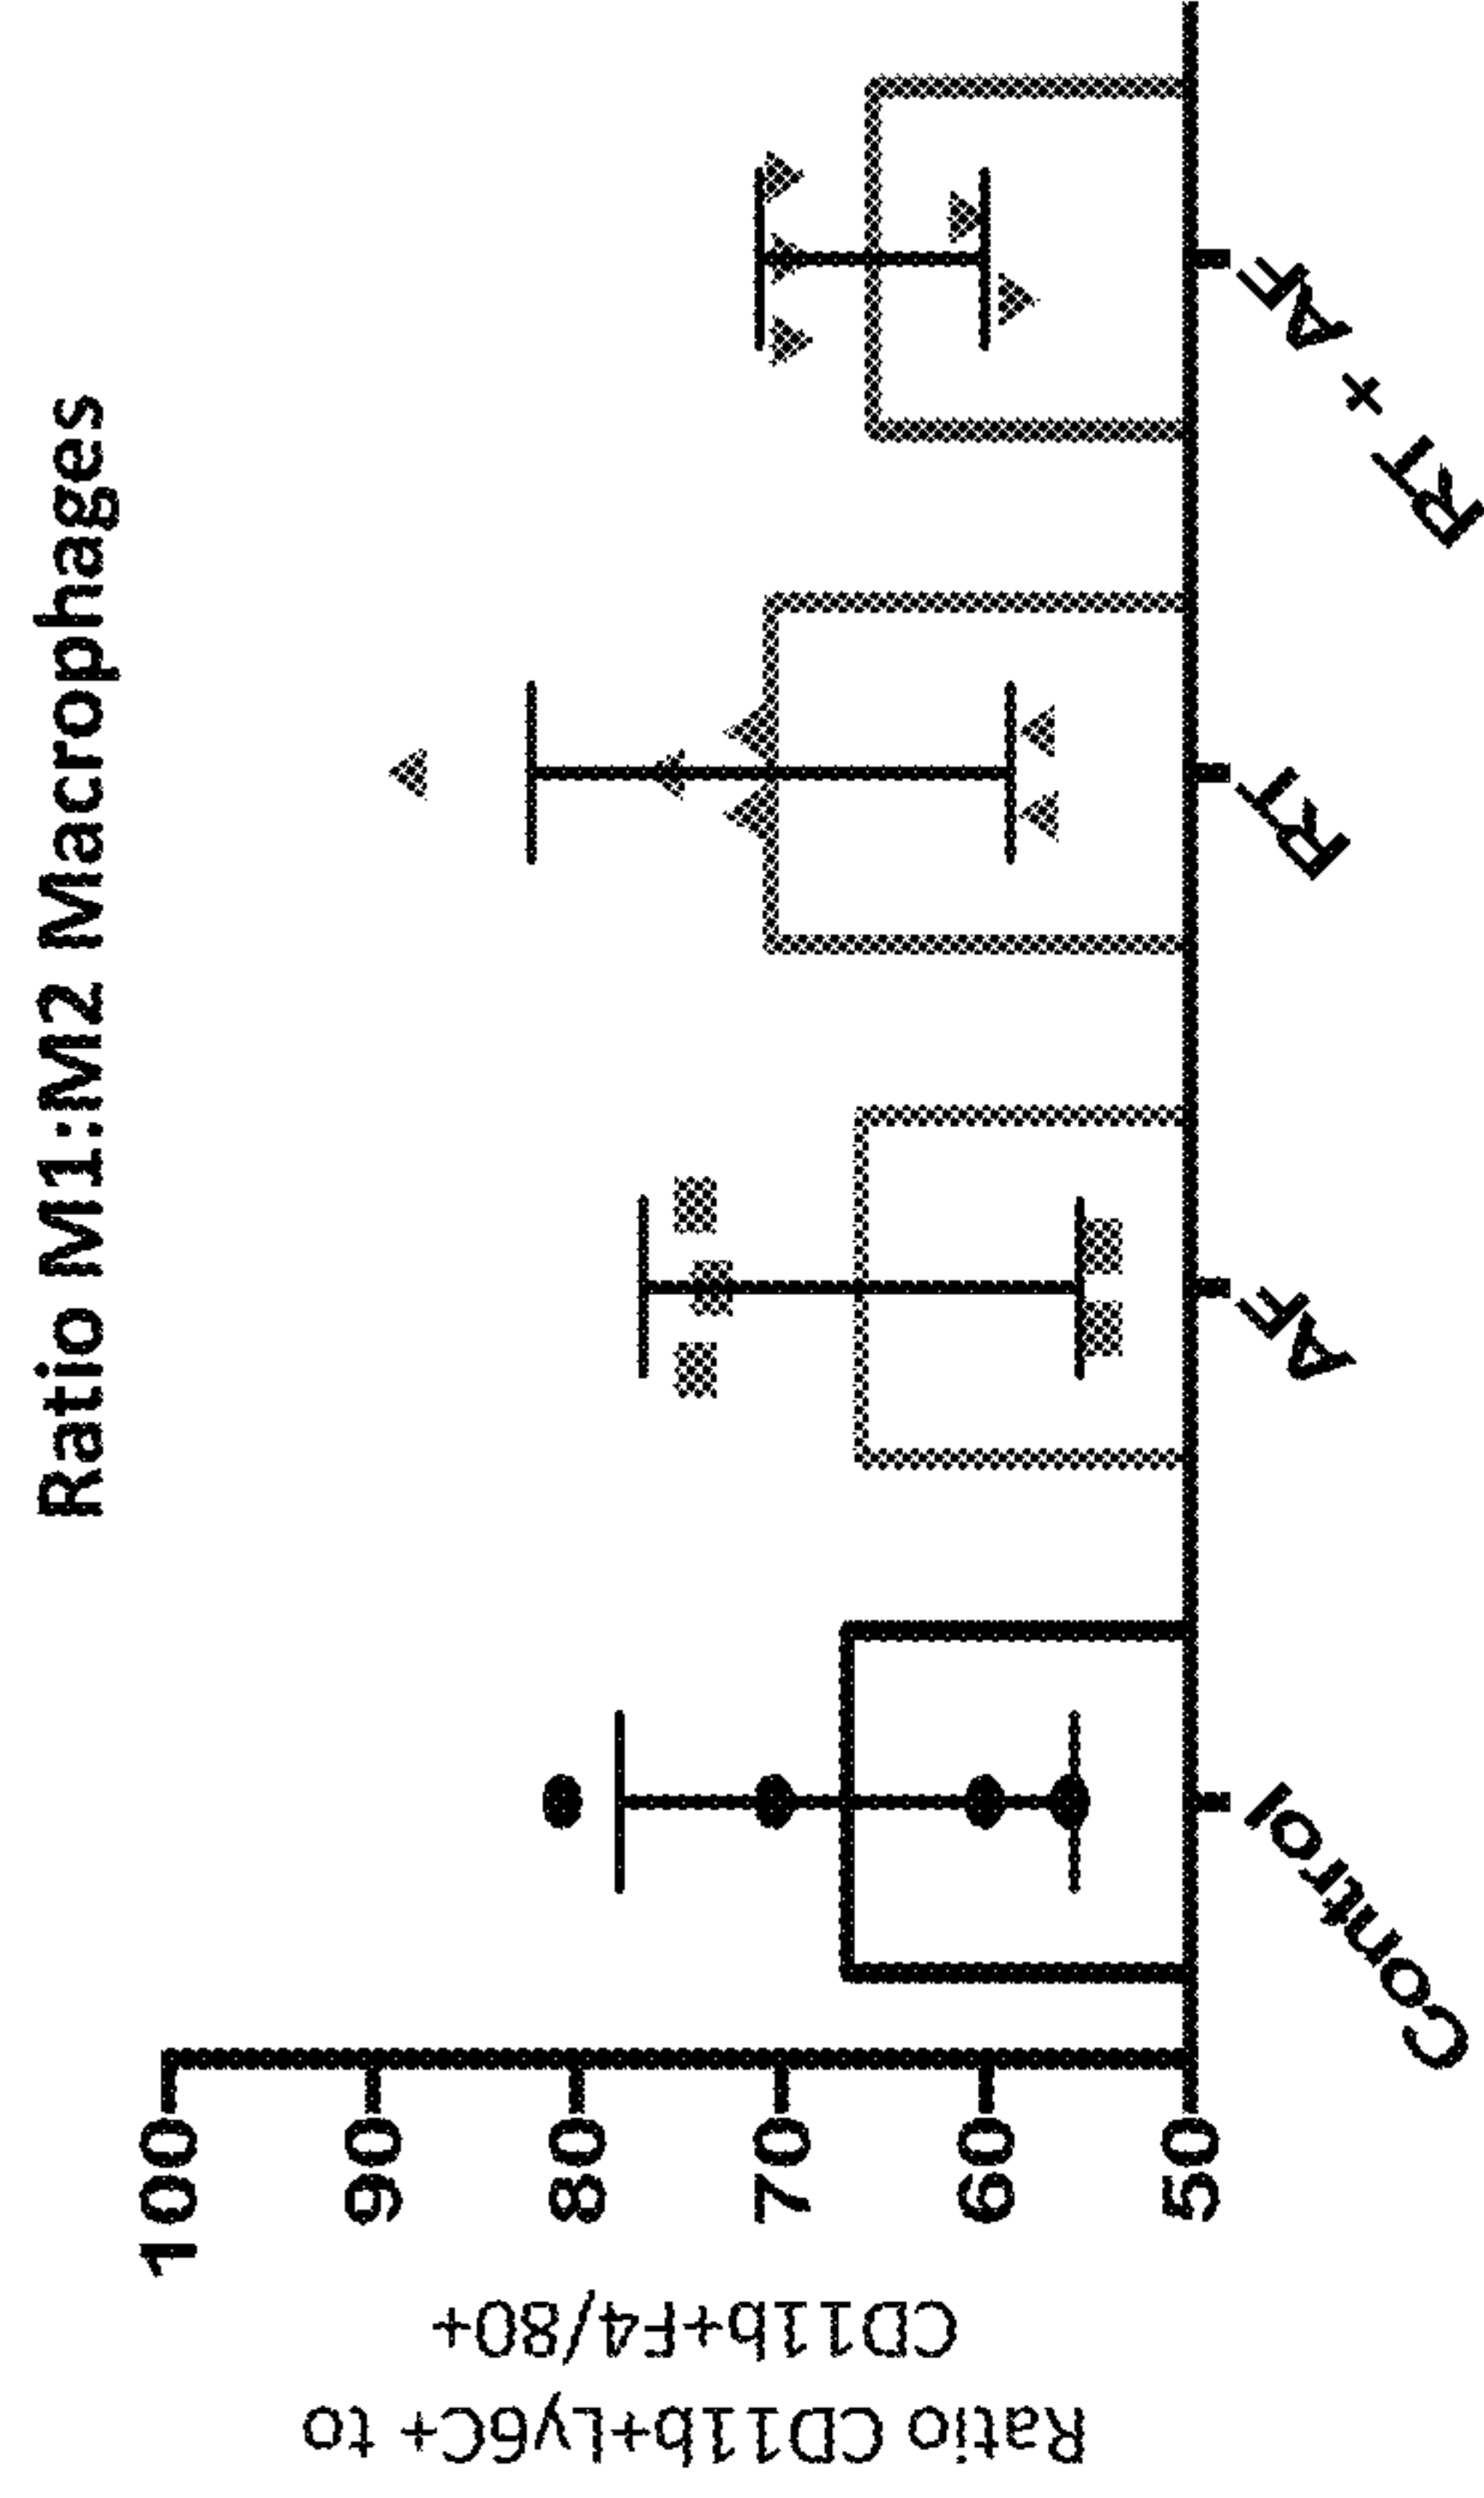 Ratio M1:M2 Macrophages
Ratio CD11b+Ly6C+ to
CD11b+F4/80+
100
90
80
70
60
50
Control
AF
RT
RT + AF